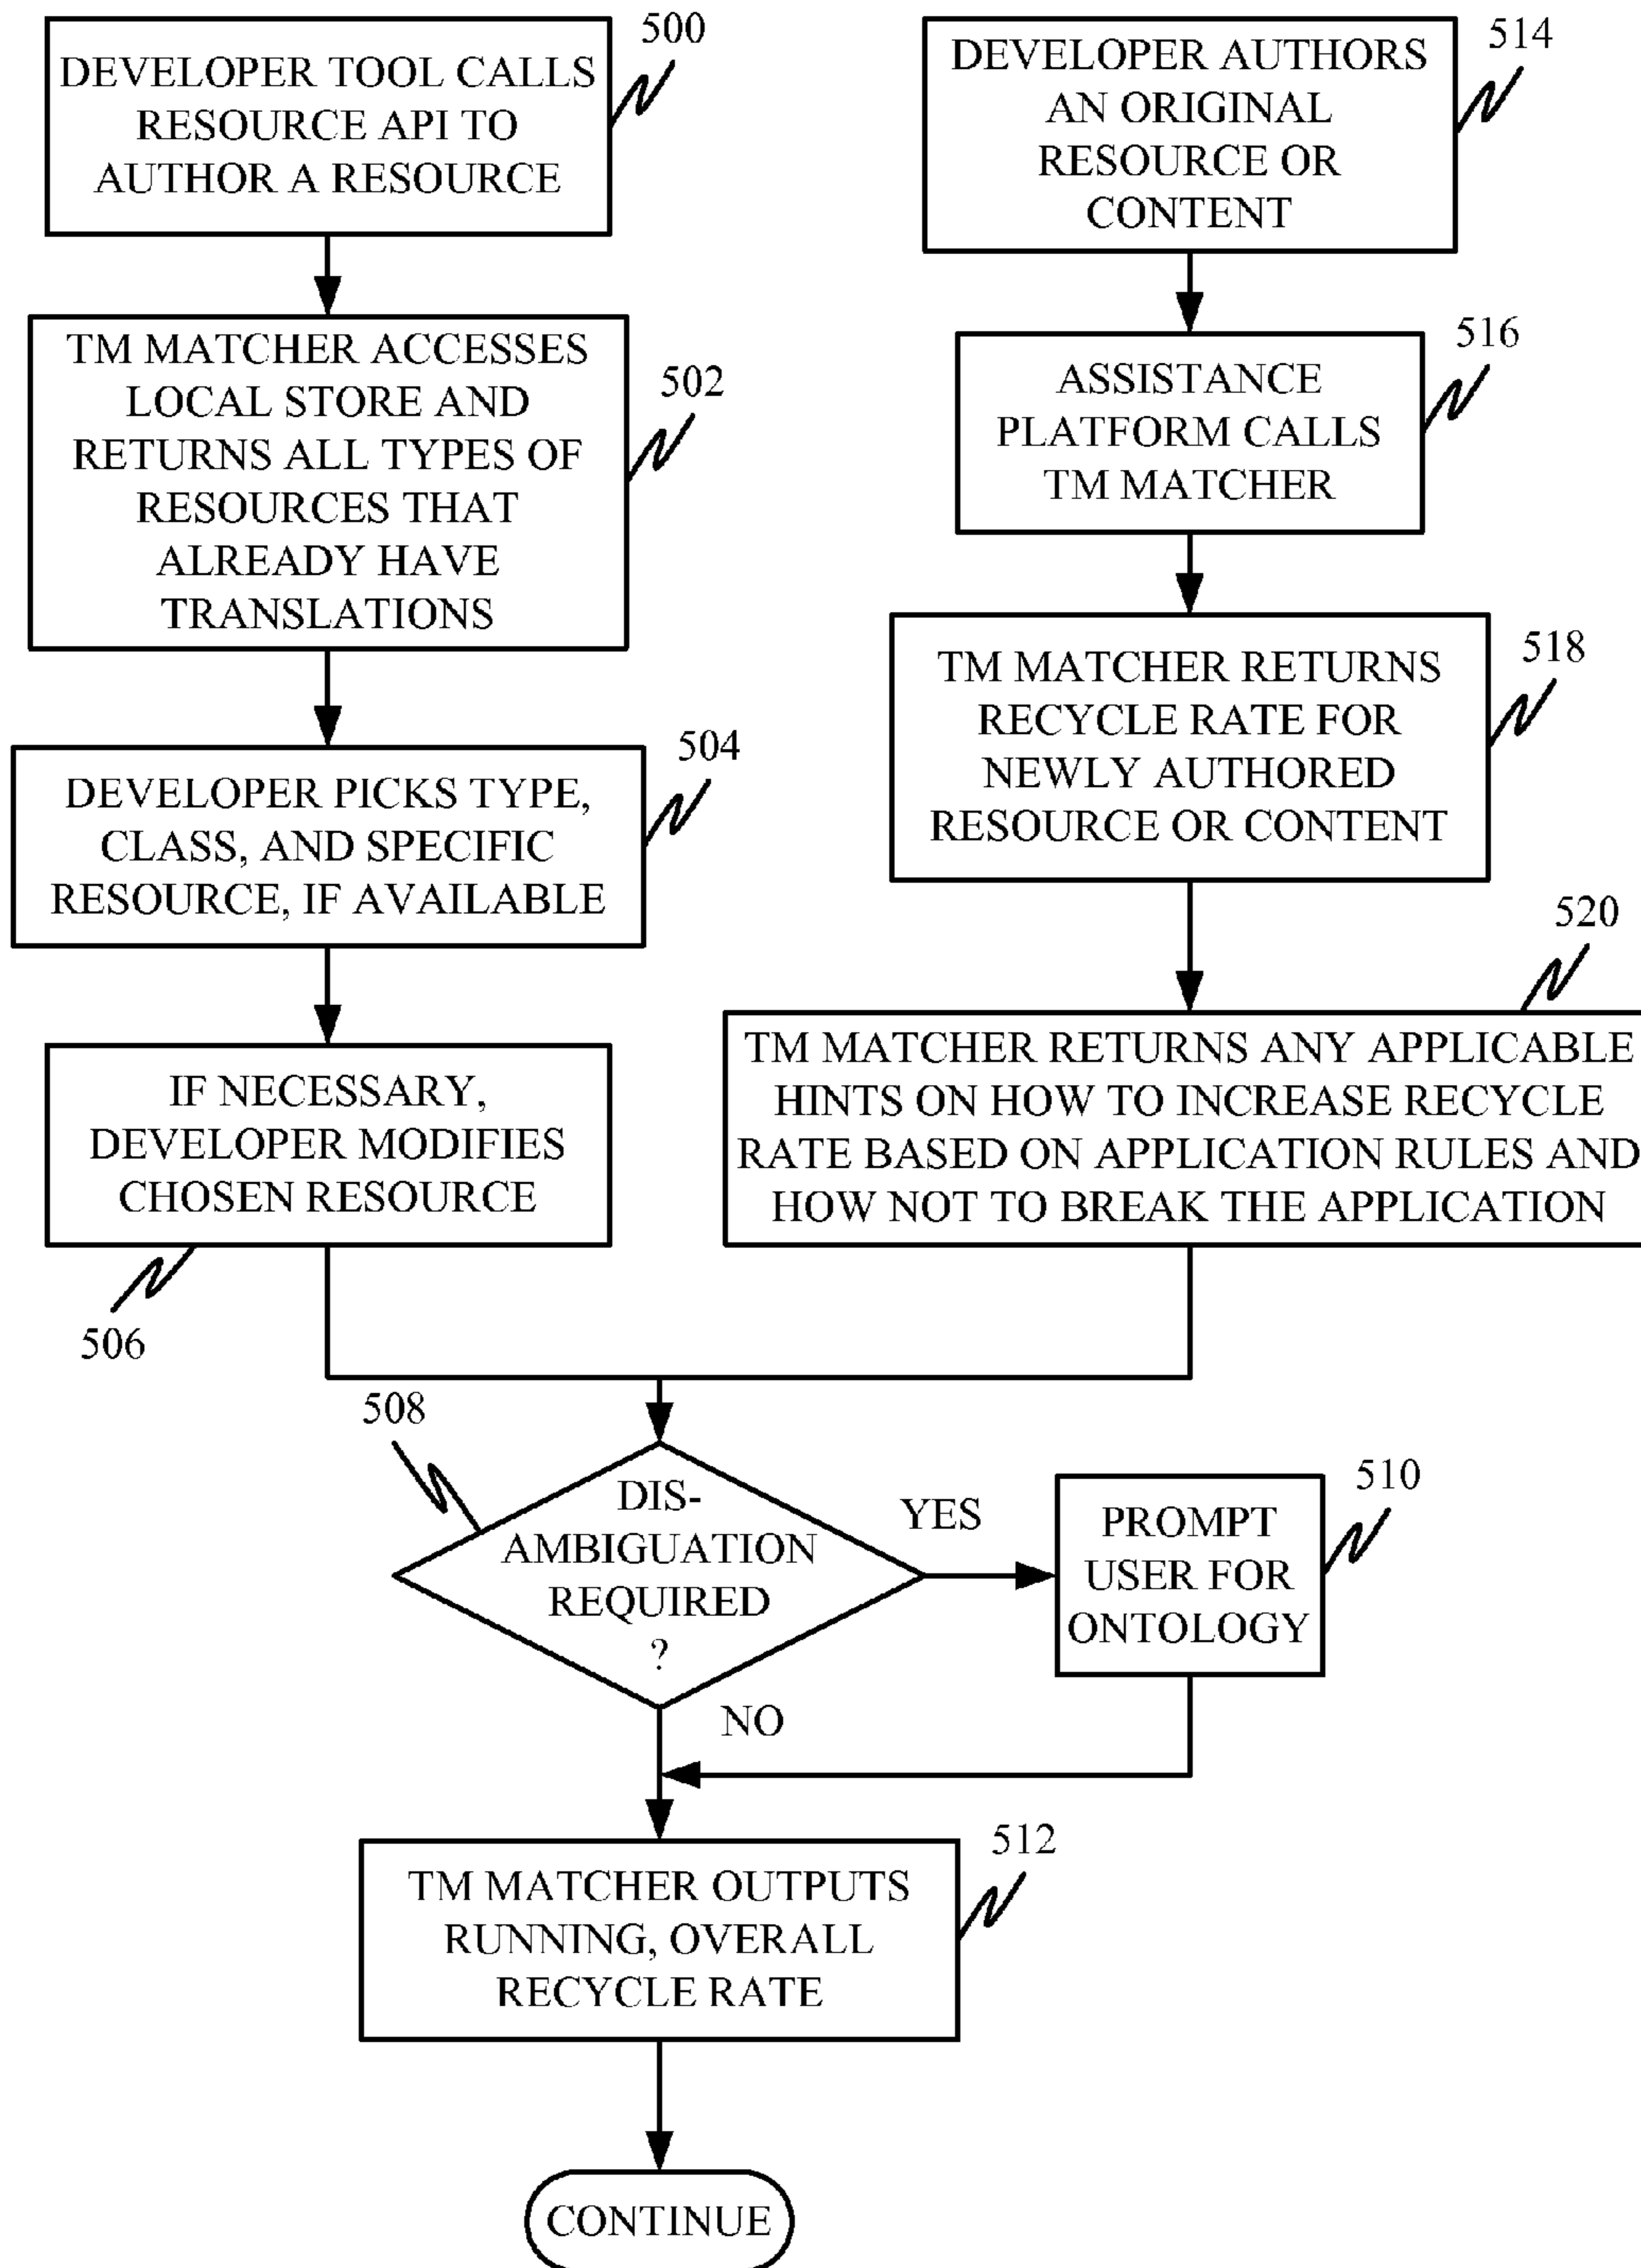 500
DEVELOPER TOOL CALLS
RESOURCE API TO
AUTHOR A RESOURCE
502
TM MATCHER ACCESSES
LOCAL STORE AND
RETURNS ALL TYPES OF
RESOURCES THAT
ALREADY HAVE
TRANSLATIONS
504
DEVELOPER PICKS TYPE,
CLASS, AND SPECIFIC
RESOURCE, IF AVAILABLE
IF NECESSARY,
DEVELOPER MODIFIES
CHOSEN RESOURCE
506
514
DEVELOPER AUTHORS
AN ORIGINAL
RESOURCE OR
CONTENT
516
ASSISTANCE
PLATFORM CALLS
TM MATCHER
518
TM MATCHER RETURNS
RECYCLE RATE FOR
NEWLY AUTHORED
RESOURCE OR CONTENT
520
TM MATCHER RETURNS ANY APPLICABLE
HINTS ON HOW TO INCREASE RECYCLE
RATE BASED ON APPLICATION RULES AND
HOW NOT TO BREAK THE APPLICATION
508
DIS-
AMBIGUATION
REQUIRED
?
YES
510
PROMPT
USER FOR
ONTOLOGY
NO
512
TM MATCHER OUTPUTS
RUNNING, OVERALL
RECYCLE RATE
CONTINUE